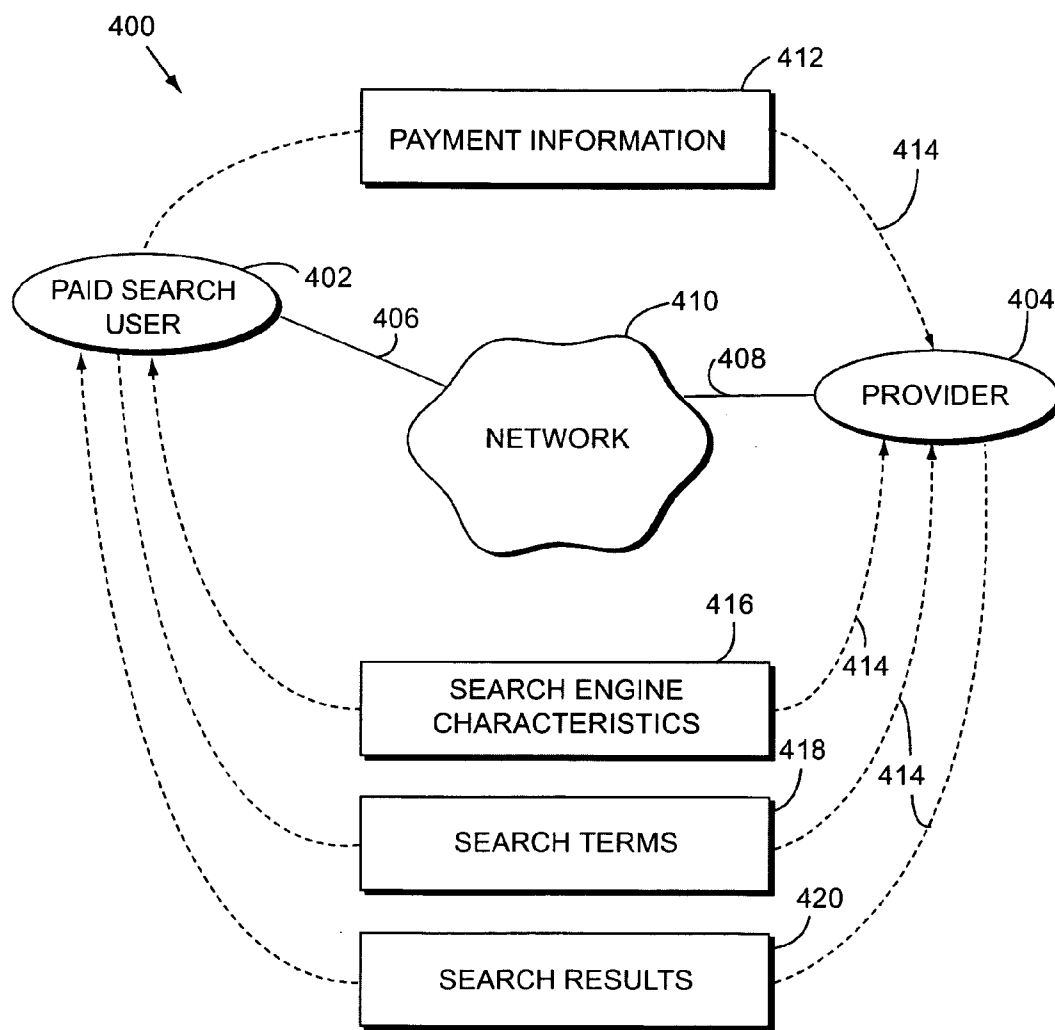 400
412
PAYMENT INFORMATION
414
402
PAID SEARCH
USER
406
410
404
408
PROVIDER
NETWORK
416
SEARCH ENGINE
CHARACTERISTICS
414
418
414
SEARCH TERMS
420
SEARCH RESULTS